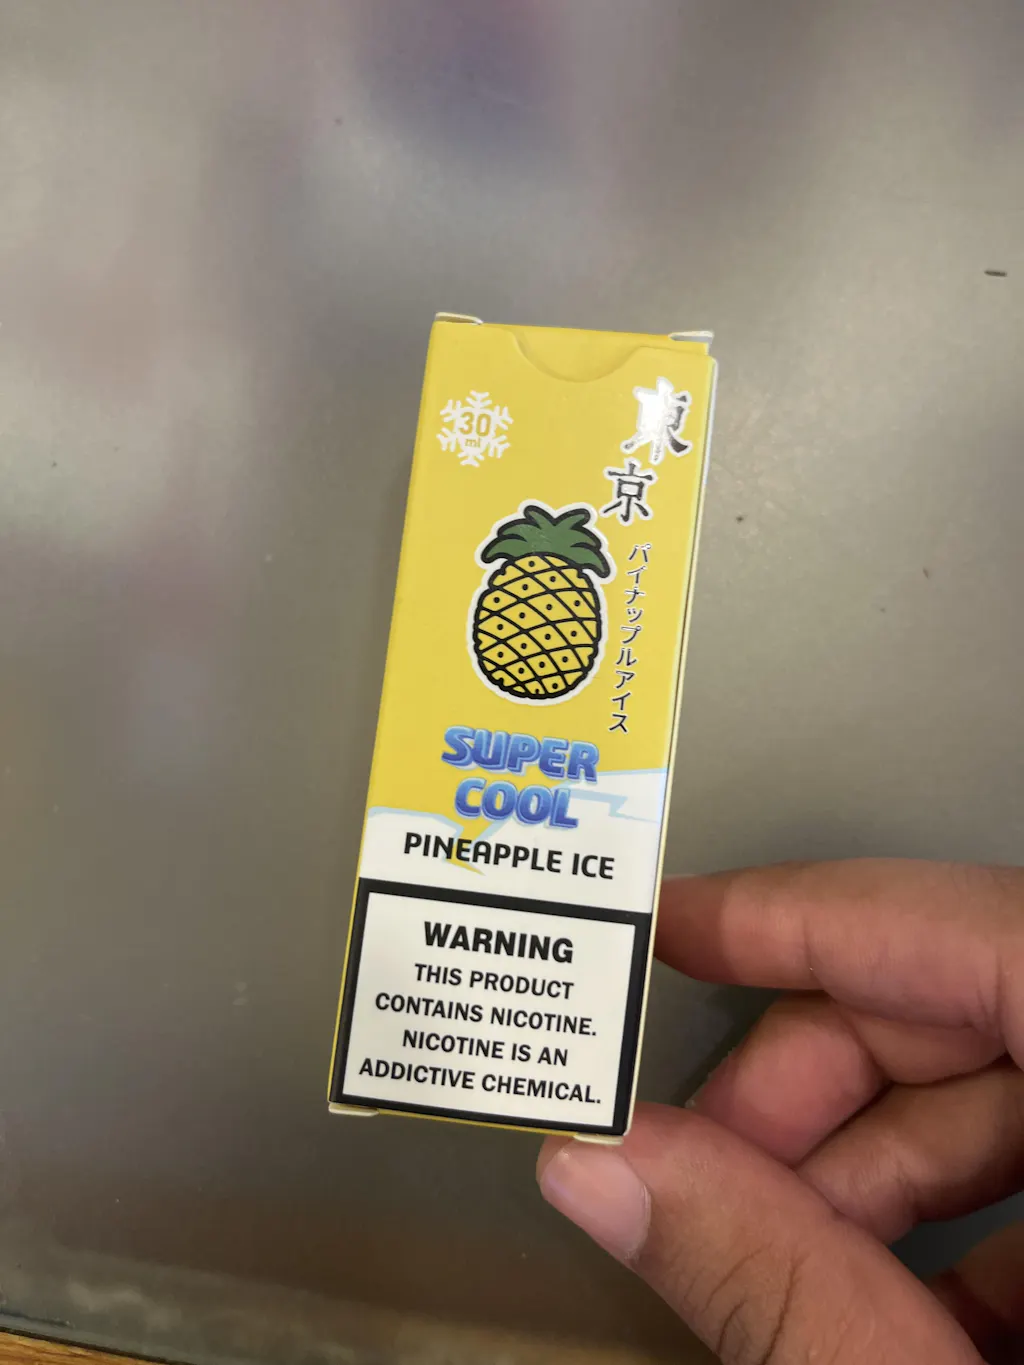 30
ml
東京
パイナップルアイス
SUPER
COOL
PINEAPPLE ICE
WARNING
THIS PRODUCT
CONTAINS NICOTINE.
NICOTINE IS AN
ADDICTIVE CHEMICAL.